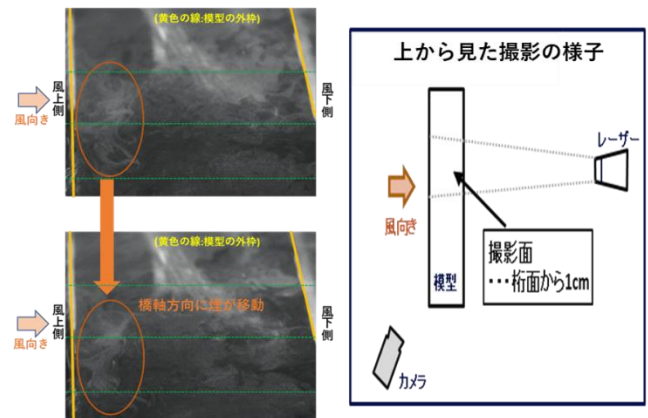 (黄色の線:模型の外枠)
風上側
風向き
風下側
(黄色の線:模型の外枠)
橋軸方向に煙が移動
風上側
風向き
風下側
上から見た撮影の様子
レーザー
風向き
模型
撮影面
・・・桁面から1cm
カメラ